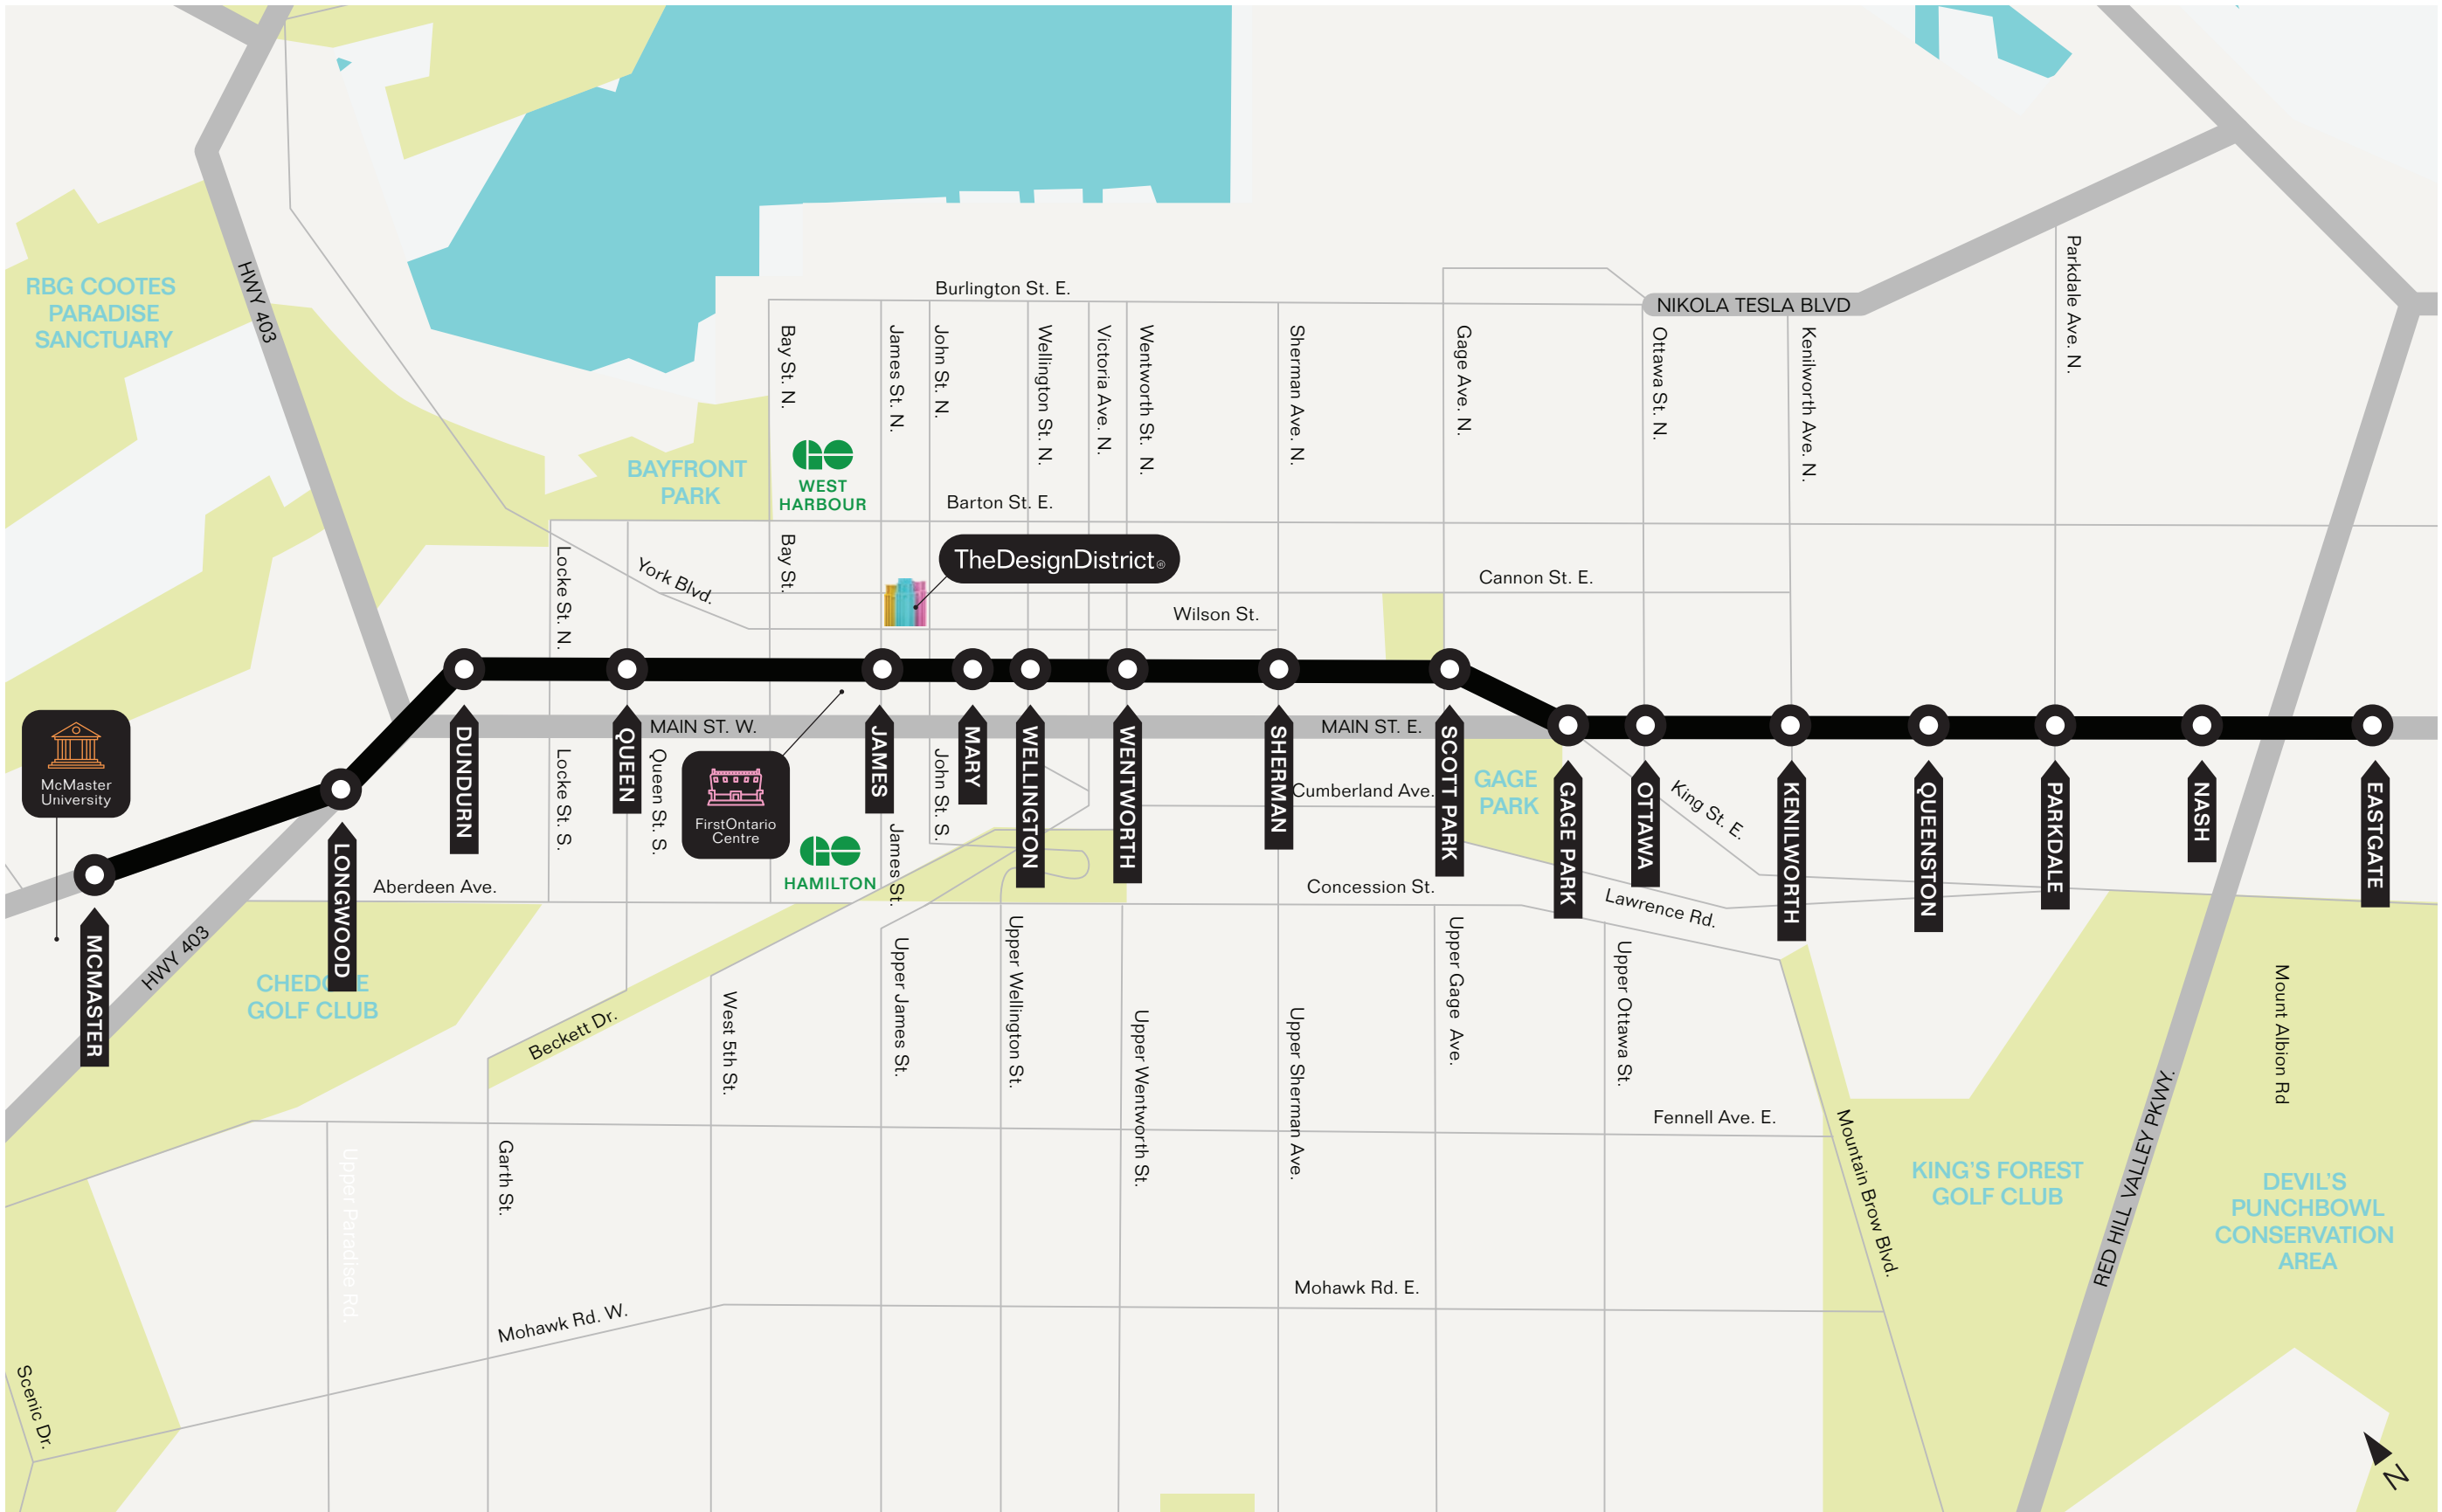 RBG COOTES
PARADISE
SANCTUARY
HWY 403
Burlington St. E.
NIKOLA TESLA BLVD
Parkdale Ave. N.
Bay St. N.
James St. N.
John St. N.
Wellington St. N.
Victoria Ave. N.
Wentworth St. N.
Sherman Ave. N.
Gage Ave. N.
Ottawa St. N.
Kenilworth Ave. N.
BAYFRONT
PARK
WEST
HARBOUR
Barton St. E.
Locke St. N.
York Blvd.
Bay St.
TheDesignDistrict®
Cannon St. E.
Wilson St.
MAIN ST. W.
MAIN ST. E.
McMaster
University
DUNDURN
QUEEN
JAMES
MARY
WELLINGTON
WENTWORTH
SHERMAN
SCOTT PARK
GAGE PARK
OTTAWA
KENILWORTH
QUEENSTON
PARKDALE
NASH
EASTGATE
LONGWOOD
MCMASTER
Locke St. S.
Queen St. S.
FirstOntario
Centre
John St. S.
James St.
HAMILTON
Cumberland Ave.
GAGE
PARK
King St. E.
Aberdeen Ave.
Concession St.
Lawrence Rd.
HWY 403
CHEDOKE
GOLF CLUB
Beckett Dr.
West 5th St.
Upper James St.
Upper Wellington St.
Upper Wentworth St.
Upper Sherman Ave.
Upper Gage Ave.
Upper Ottawa St.
Mount Albion Rd
Fennell Ave. E.
Mountain Brow Blvd.
RED HILL VALLEY PKWY.
KING'S FOREST
GOLF CLUB
DEVIL'S
PUNCHBOWL
CONSERVATION
AREA
Upper Paradise Rd.
Garth St.
Mohawk Rd. W.
Mohawk Rd. E.
Scenic Dr.
N